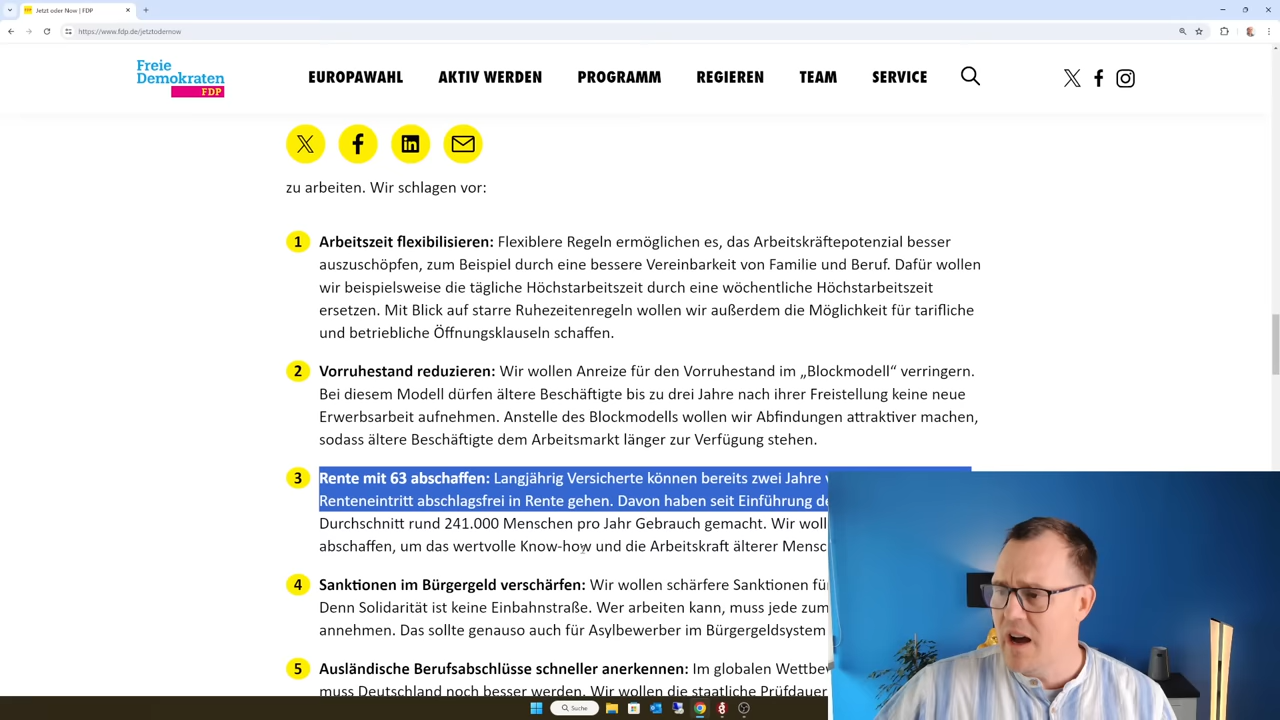 Jetzt oder Now | FDP
https://www.fdp.de/jetztodernow
Freie
Demokraten
FDP
EUROPAWAHL AKTIV WERDEN PROGRAMM REGIEREN TEAM SERVICE
zu arbeiten. Wir schlagen vor:
1 Arbeitszeit flexibilisieren: Flexiblere Regeln ermöglichen es, das Arbeitskräftepotenzial besser
auszuschöpfen, zum Beispiel durch eine bessere Vereinbarkeit von Familie und Beruf. Dafür wollen
wir beispielsweise die tägliche Höchstarbeitszeit durch eine wöchentliche Höchstarbeitszeit
ersetzen. Mit Blick auf starre Ruhezeitenregeln wollen wir außerdem die Möglichkeit für tarifliche
und betriebliche Öffnungsklauseln schaffen.
2 Vorruhestand reduzieren: Wir wollen Anreize für den Vorruhestand im „Blockmodell“ verringern.
Bei diesem Modell dürfen ältere Beschäftigte bis zu drei Jahre nach ihrer Freistellung keine neue
Erwerbsarbeit aufnehmen. Anstelle des Blockmodells wollen wir Abfindungen attraktiver machen,
sodass ältere Beschäftigte dem Arbeitsmarkt länger zur Verfügung stehen.
3 Rente mit 63 abschaffen: Langjährig Versicherte können bereits zwei Jahre
Renteneintritt abschlagsfrei in Rente gehen. Davon haben seit Einführung
Durchschnitt rund 241.000 Menschen pro Jahr Gebrauch gemacht. Wir
abschaffen, um das wertvolle Know-how und die Arbeitskraft älterer
4 Sanktionen im Bürgergeld verschärfen: Wir wollen schärfere Sanktionen
Denn Solidarität ist keine Einbahnstraße. Wer arbeiten kann, muss jede
annehmen. Das sollte genauso auch für Asylbewerber im Bürgergeldsystem
5 Ausländische Berufsabschlüsse schneller anerkennen: Im globalen
muss Deutschland noch besser werden. Wir wollen die staatliche Prüfdauer
Suche